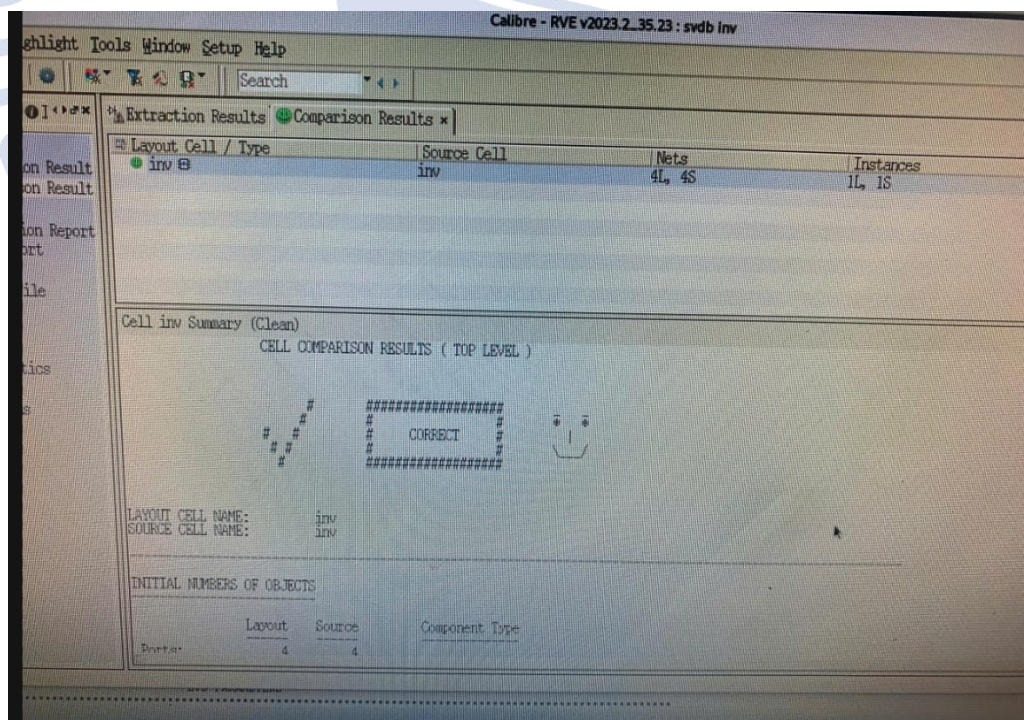 Calibre - RVE v2023.2_35.23 : svdb inv
ghlight Tools Window Setup Help
Search
Extraction Results Comparison Results ×
Layout Cell / Type Source Cell Nets Instances
inv inv 4L, 4S 1L, 1S
on Result
on Result
ion Report
ort
ile
tics
s
Cell inv Summary (Clean)
CELL COMPARISON RESULTS ( TOP LEVEL )
CORRECT
LAYOUT CELL NAME: inv
SOURCE CELL NAME: inv
INITIAL NUMBERS OF OBJECTS
Layout Source Component Type
Ports: 4 4